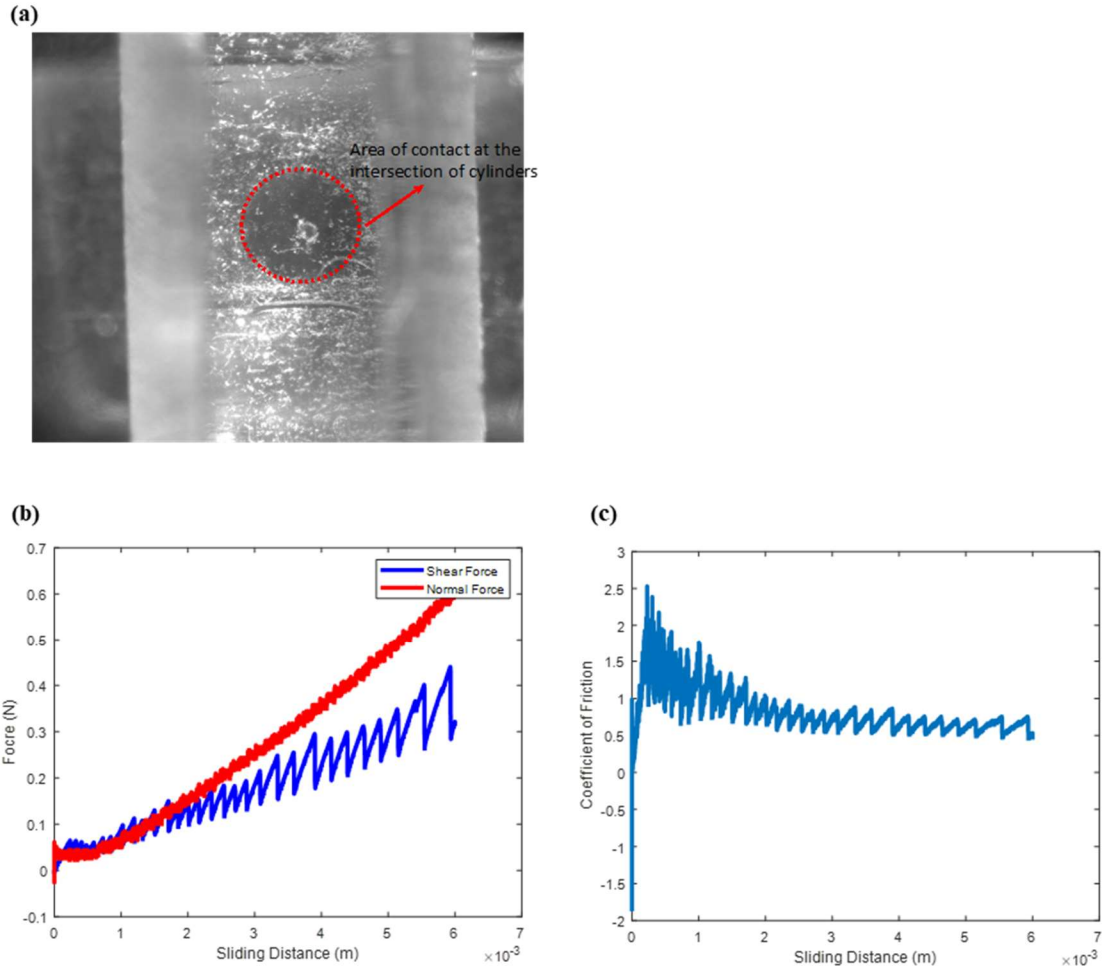 (a)
Area of contact at the
intersection of cylinders
(b)
0.7
0.6
0.5
0.4
0.3
0.2
0.1
0
-0.1
Focre (N)
Shear Force
Normal Force
0 1 2 3 4 5 6 7
Sliding Distance (m)
×10-3
(c)
3
2.5
2
1.5
1
0.5
0
-0.5
-1
-1.5
-2
Coefficient of Friction
0 1 2 3 4 5 6 7
Sliding Distance (m)
×10-3